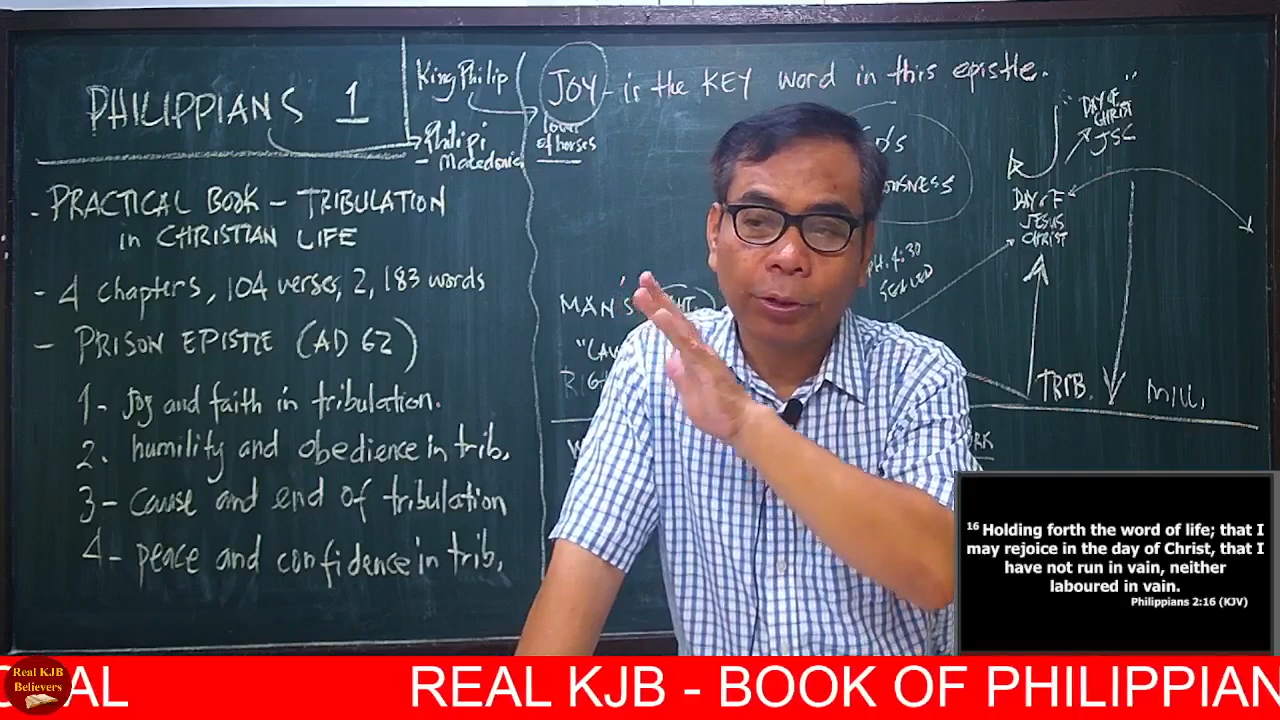 PHILIPPIANS 1
King Philip
Philipi
- Macedonia
lover
of horses
JOY - is the KEY word in this epistle.
- PRACTICAL BOOK - TRIBULATION
in CHRISTIAN LIFE
- 4 chapters, 104 verses, 2,183 words
- PRISON EPISTLE (AD 62)
1 - joy and faith in tribulation.
2. humility and obedience in trib,
3 - cause and end of tribulation
4 - peace and confidence in trib,
"DAY OF
CHRIST"
JSC
DAY OF
JESUS
CHRIST
4:30
SEALED
MAN'S
TRIB.
MILL.
16 Holding forth the word of life; that I
may rejoice in the day of Christ, that I
have not run in vain, neither
laboured in vain.
Philippians 2:16 (KJV)
Real KJB
Believers
REAL KJB - BOOK OF PHILIPPIAN